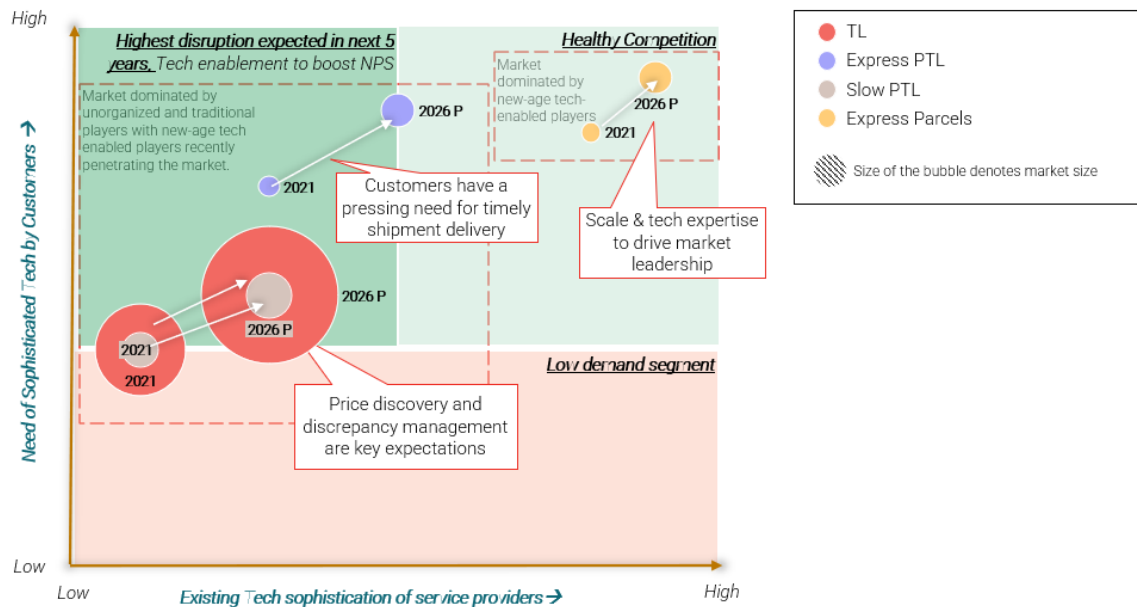 High
Highest disruption expected in next 5
years, Tech enablement to boost NPS
Market dominated by
unorganized and traditional
players with new-age tech
enabled players recently
penetrating the market.
Healthy Competition
Market
dominated by
new-age tech-
enabled players
2026 P
2021
2026 P
2021
Customers have a
pressing need for timely
shipment delivery
Scale & tech expertise
to drive market
leadership
2026 P
2026 P
2021
2021
Low demand segment
Price discovery and
discrepancy management
are key expectations
Need of Sophisticated Tech by Customers →
Low
Low
Existing Tech sophistication of service providers →
High
TL
Express PTL
Slow PTL
Express Parcels
Size of the bubble denotes market size